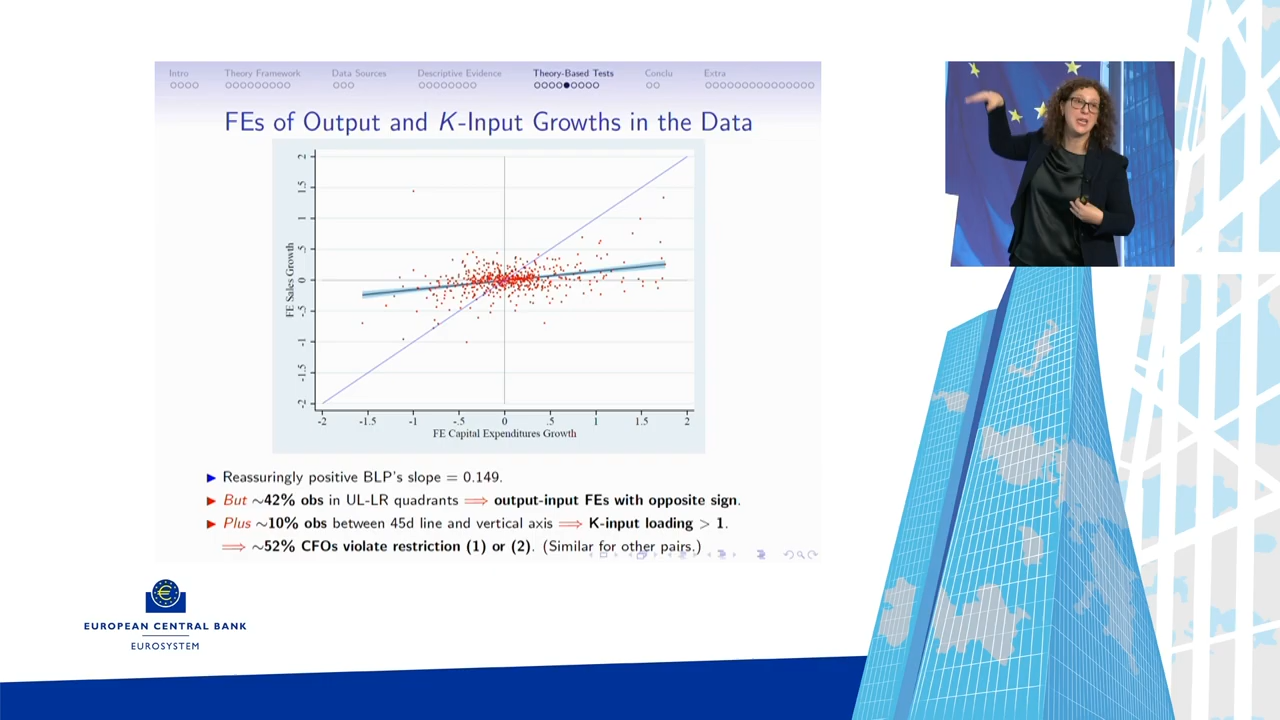 Intro Theory Framework Data Sources Descriptive Evidence Theory-Based Tests Conclu Extra
FEs of Output and K-Input Growths in the Data
FE Sales Growth
2
1.5
1
.5
0
-.5
-1
-1.5
-2
-2 -1.5 -1 -.5 0 .5 1 1.5 2
FE Capital Expenditures Growth
Reassuringly positive BLP's slope = 0.149.
But ~42% obs in UL-LR quadrants ⟹ output-input FEs with opposite sign.
Plus ~10% obs between 45d line and vertical axis ⟹ K-input loading > 1.
⟹ ~52% CFOs violate restriction (1) or (2). (Similar for other pairs.)
EUROPEAN CENTRAL BANK
EUROSYSTEM